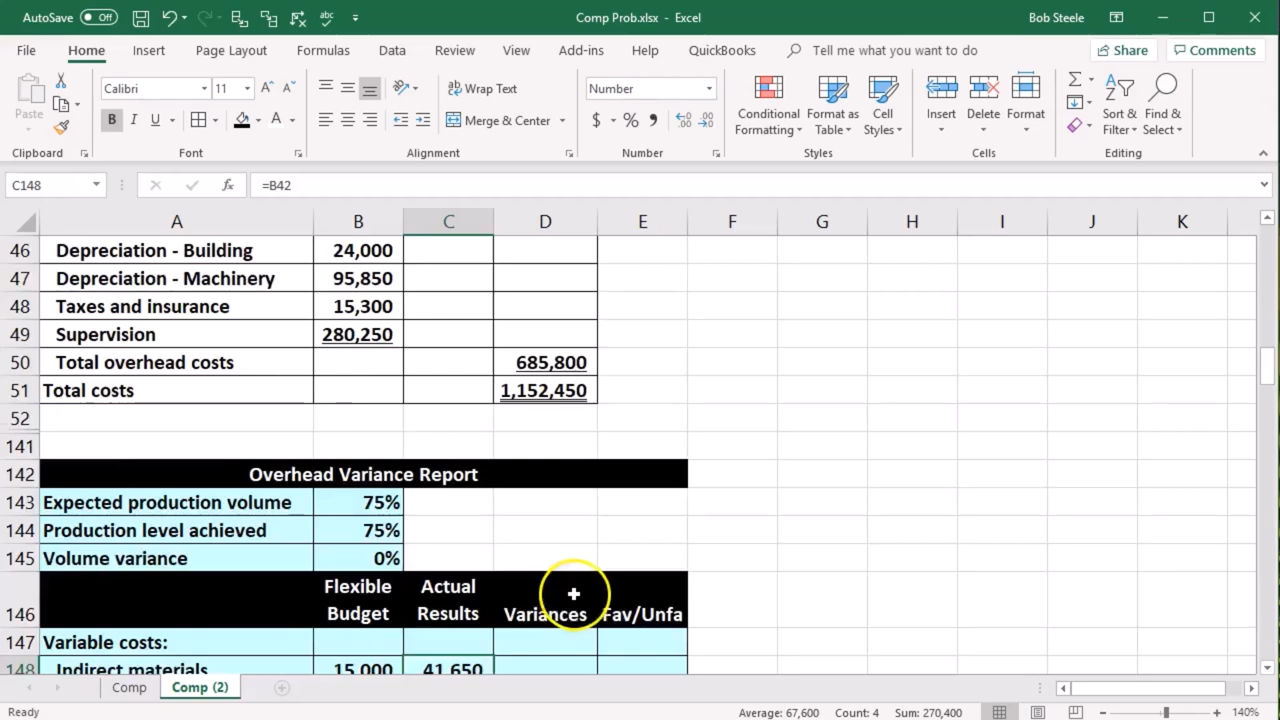 AutoSave Off Comp Prob.xlsx - Excel Bob Steele
File Home Insert Page Layout Formulas Data Review View Add-ins Help QuickBooks Tell me what you want to do Share Comments
Paste Calibri 11 Wrap Text Merge & Center Number Conditional Formatting Format as Table Cell Styles Insert Delete Format Sort & Filter Find & Select
Clipboard Font Alignment Number Styles Cells Editing
C148 fx =B42
A B C D E F G H I J K
46 Depreciation - Building 24,000
47 Depreciation - Machinery 95,850
48 Taxes and insurance 15,300
49 Supervision 280,250
50 Total overhead costs 685,800
51 Total costs 1,152,450
52
141
142 Overhead Variance Report
143 Expected production volume 75%
144 Production level achieved 75%
145 Volume variance 0%
Flexible Actual
146 Budget Results Variances Fav/Unfa
147 Variable costs:
148 Indirect materials 15,000 41,650
Comp Comp (2)
Ready Average: 67,600 Count: 4 Sum: 270,400 140%